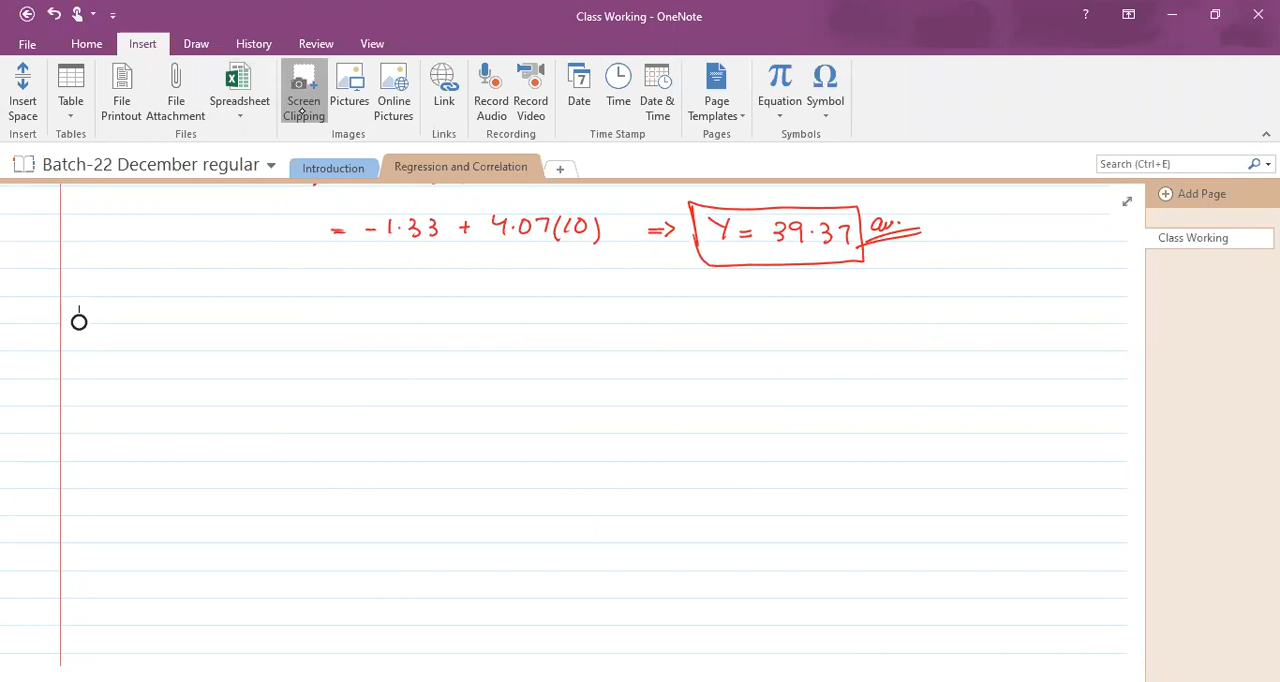 Class Working - OneNote
?
File Home Insert Draw History Review View
Insert Space
Table
File Printout
File Attachment
Spreadsheet
Screen Clipping
Pictures
Online Pictures
Link
Record Audio
Record Video
Date
Time
Date & Time
Page Templates
π
Equation
Ω
Symbol
Insert Tables Files Images Links Recording Time Stamp Pages Symbols
Batch-22 December regular
Introduction
Regression and Correlation
+
Search (Ctrl+E)
Add Page
Class Working
= -1.33 + 4.07(10) => Y = 39.37